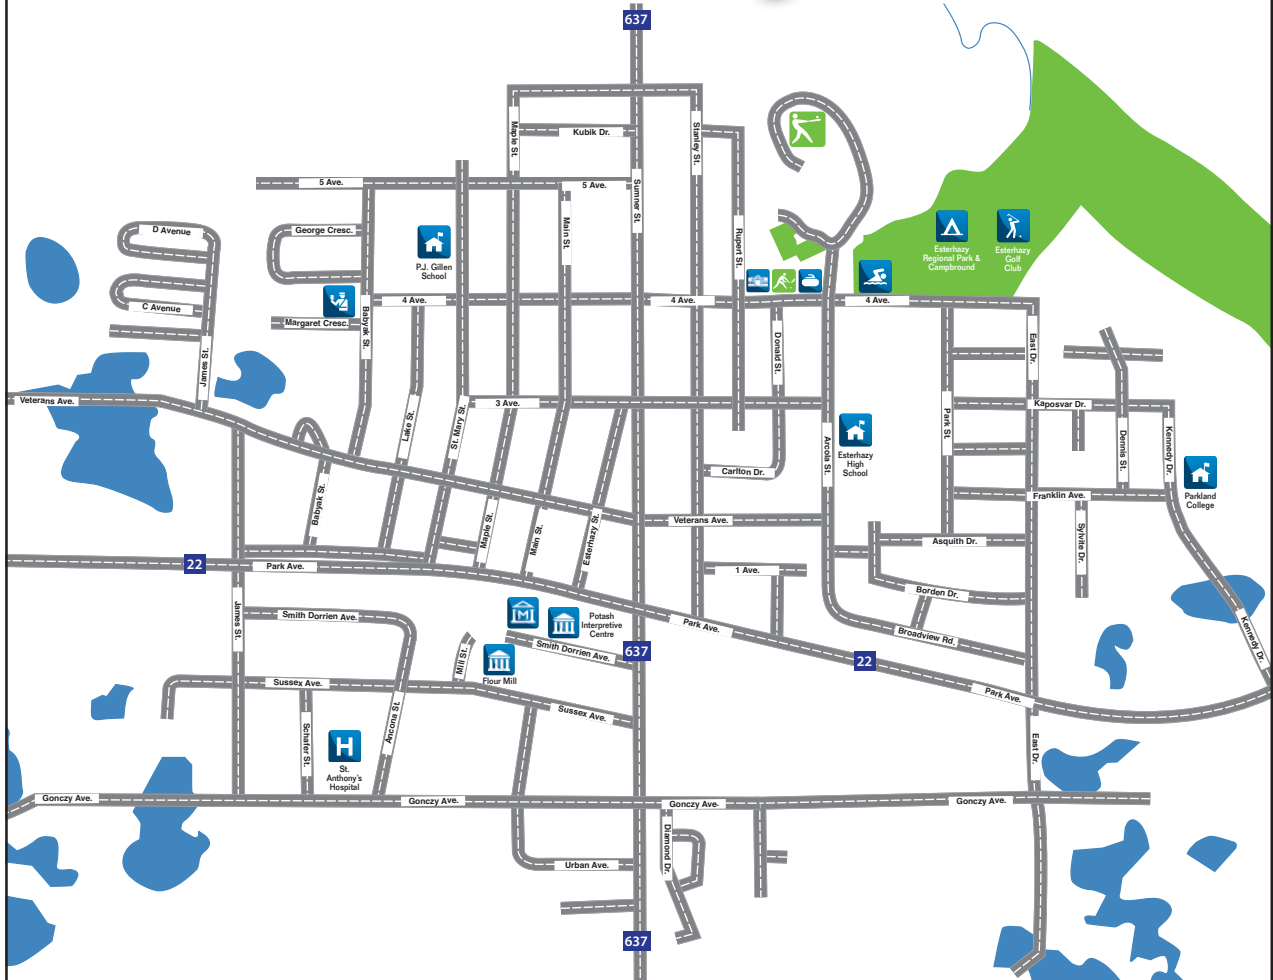 637
Maple St.
Kubik Dr.
Stanley St.
5 Ave.
5 Ave.
Sumner St.
Main St.
Rupert St.
D Avenue
George Cresc.
P.J. Gillen
School
Esterhazy
Regional Park &
Campbround
Esterhazy
Golf
Club
C Avenue
Margaret Cresc.
Babyak St.
4 Ave.
4 Ave.
4 Ave.
James St.
Donald St.
East Dr.
Veterans Ave.
Lake St.
St. Mary St.
3 Ave.
Park St.
Kaposvar Dr.
Arcola St.
Esterhazy
High
School
Dennis St.
Kennedy Dr.
Carlton Dr.
Parkland
College
Franklin Ave.
Babyak St.
Maple St.
Main St.
Esterhazy St.
Veterans Ave.
Sylvite Dr.
Asquith Dr.
22
Park Ave.
1 Ave.
Borden Dr.
James St.
Smith Dorrien Ave.
M
Potash
Interpretive
Centre
Park Ave.
Broadview Rd.
Kennedy Dr.
Smith Dorrien Ave.
637
22
Mill St.
Flour Mill
Sussex Ave.
Park Ave.
Sussex Ave.
Schafer St.
Ancona St.
H
St.
Anthony's
Hospital
East Dr.
Gonczy Ave.
Gonczy Ave.
Gonczy Ave.
Gonczy Ave.
Diamond Dr.
Urban Ave.
637